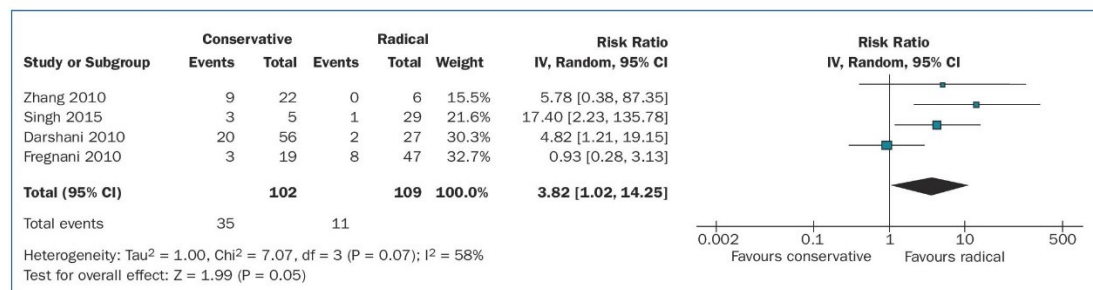 Conservative Radical Risk Ratio Risk Ratio
Study or Subgroup Events Total Events Total Weight IV, Random, 95% CI IV, Random, 95% CI
Zhang 2010 9 22 0 6 15.5% 5.78 [0.38, 87.35]
Singh 2015 3 5 1 29 21.6% 17.40 [2.23, 135.78]
Darshani 2010 20 56 2 27 30.3% 4.82 [1.21, 19.15]
Fregnani 2010 3 19 8 47 32.7% 0.93 [0.28, 3.13]
Total (95% CI) 102 109 100.0% 3.82 [1.02, 14.25]
Total events 35 11
Heterogeneity: Tau² = 1.00, Chi² = 7.07, df = 3 (P = 0.07); I² = 58%
Test for overall effect: Z = 1.99 (P = 0.05)
0.002 0.1 1 10 500
Favours conservative Favours radical